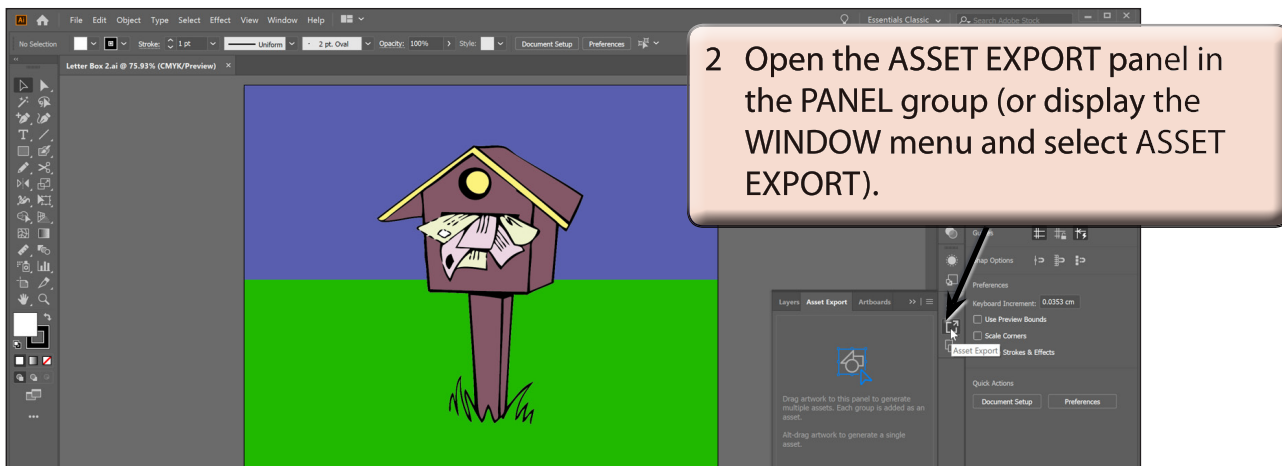 Ai File Edit Object Type Select Effect View Window Help Essentials Classic Search Adobe Stock
No Selection Stroke: 1 pt Uniform 2 pt. Oval Opacity: 100% Style: Document Setup Preferences
Letter Box 2.ai @ 75.93% (CMYK/Preview) ×
2 Open the ASSET EXPORT panel in
the PANEL group (or display the
WINDOW menu and select ASSET
EXPORT).
Snap Options
Preferences
Keyboard Increment: 0.0353 cm
Use Preview Bounds
Scale Corners
Strokes & Effects
Asset Export
Quick Actions
Document Setup Preferences
Layers Asset Export Artboards
Drag artwork to this panel to generate
multiple assets. Each group is added as an
asset.
Alt-drag artwork to generate a single
asset.